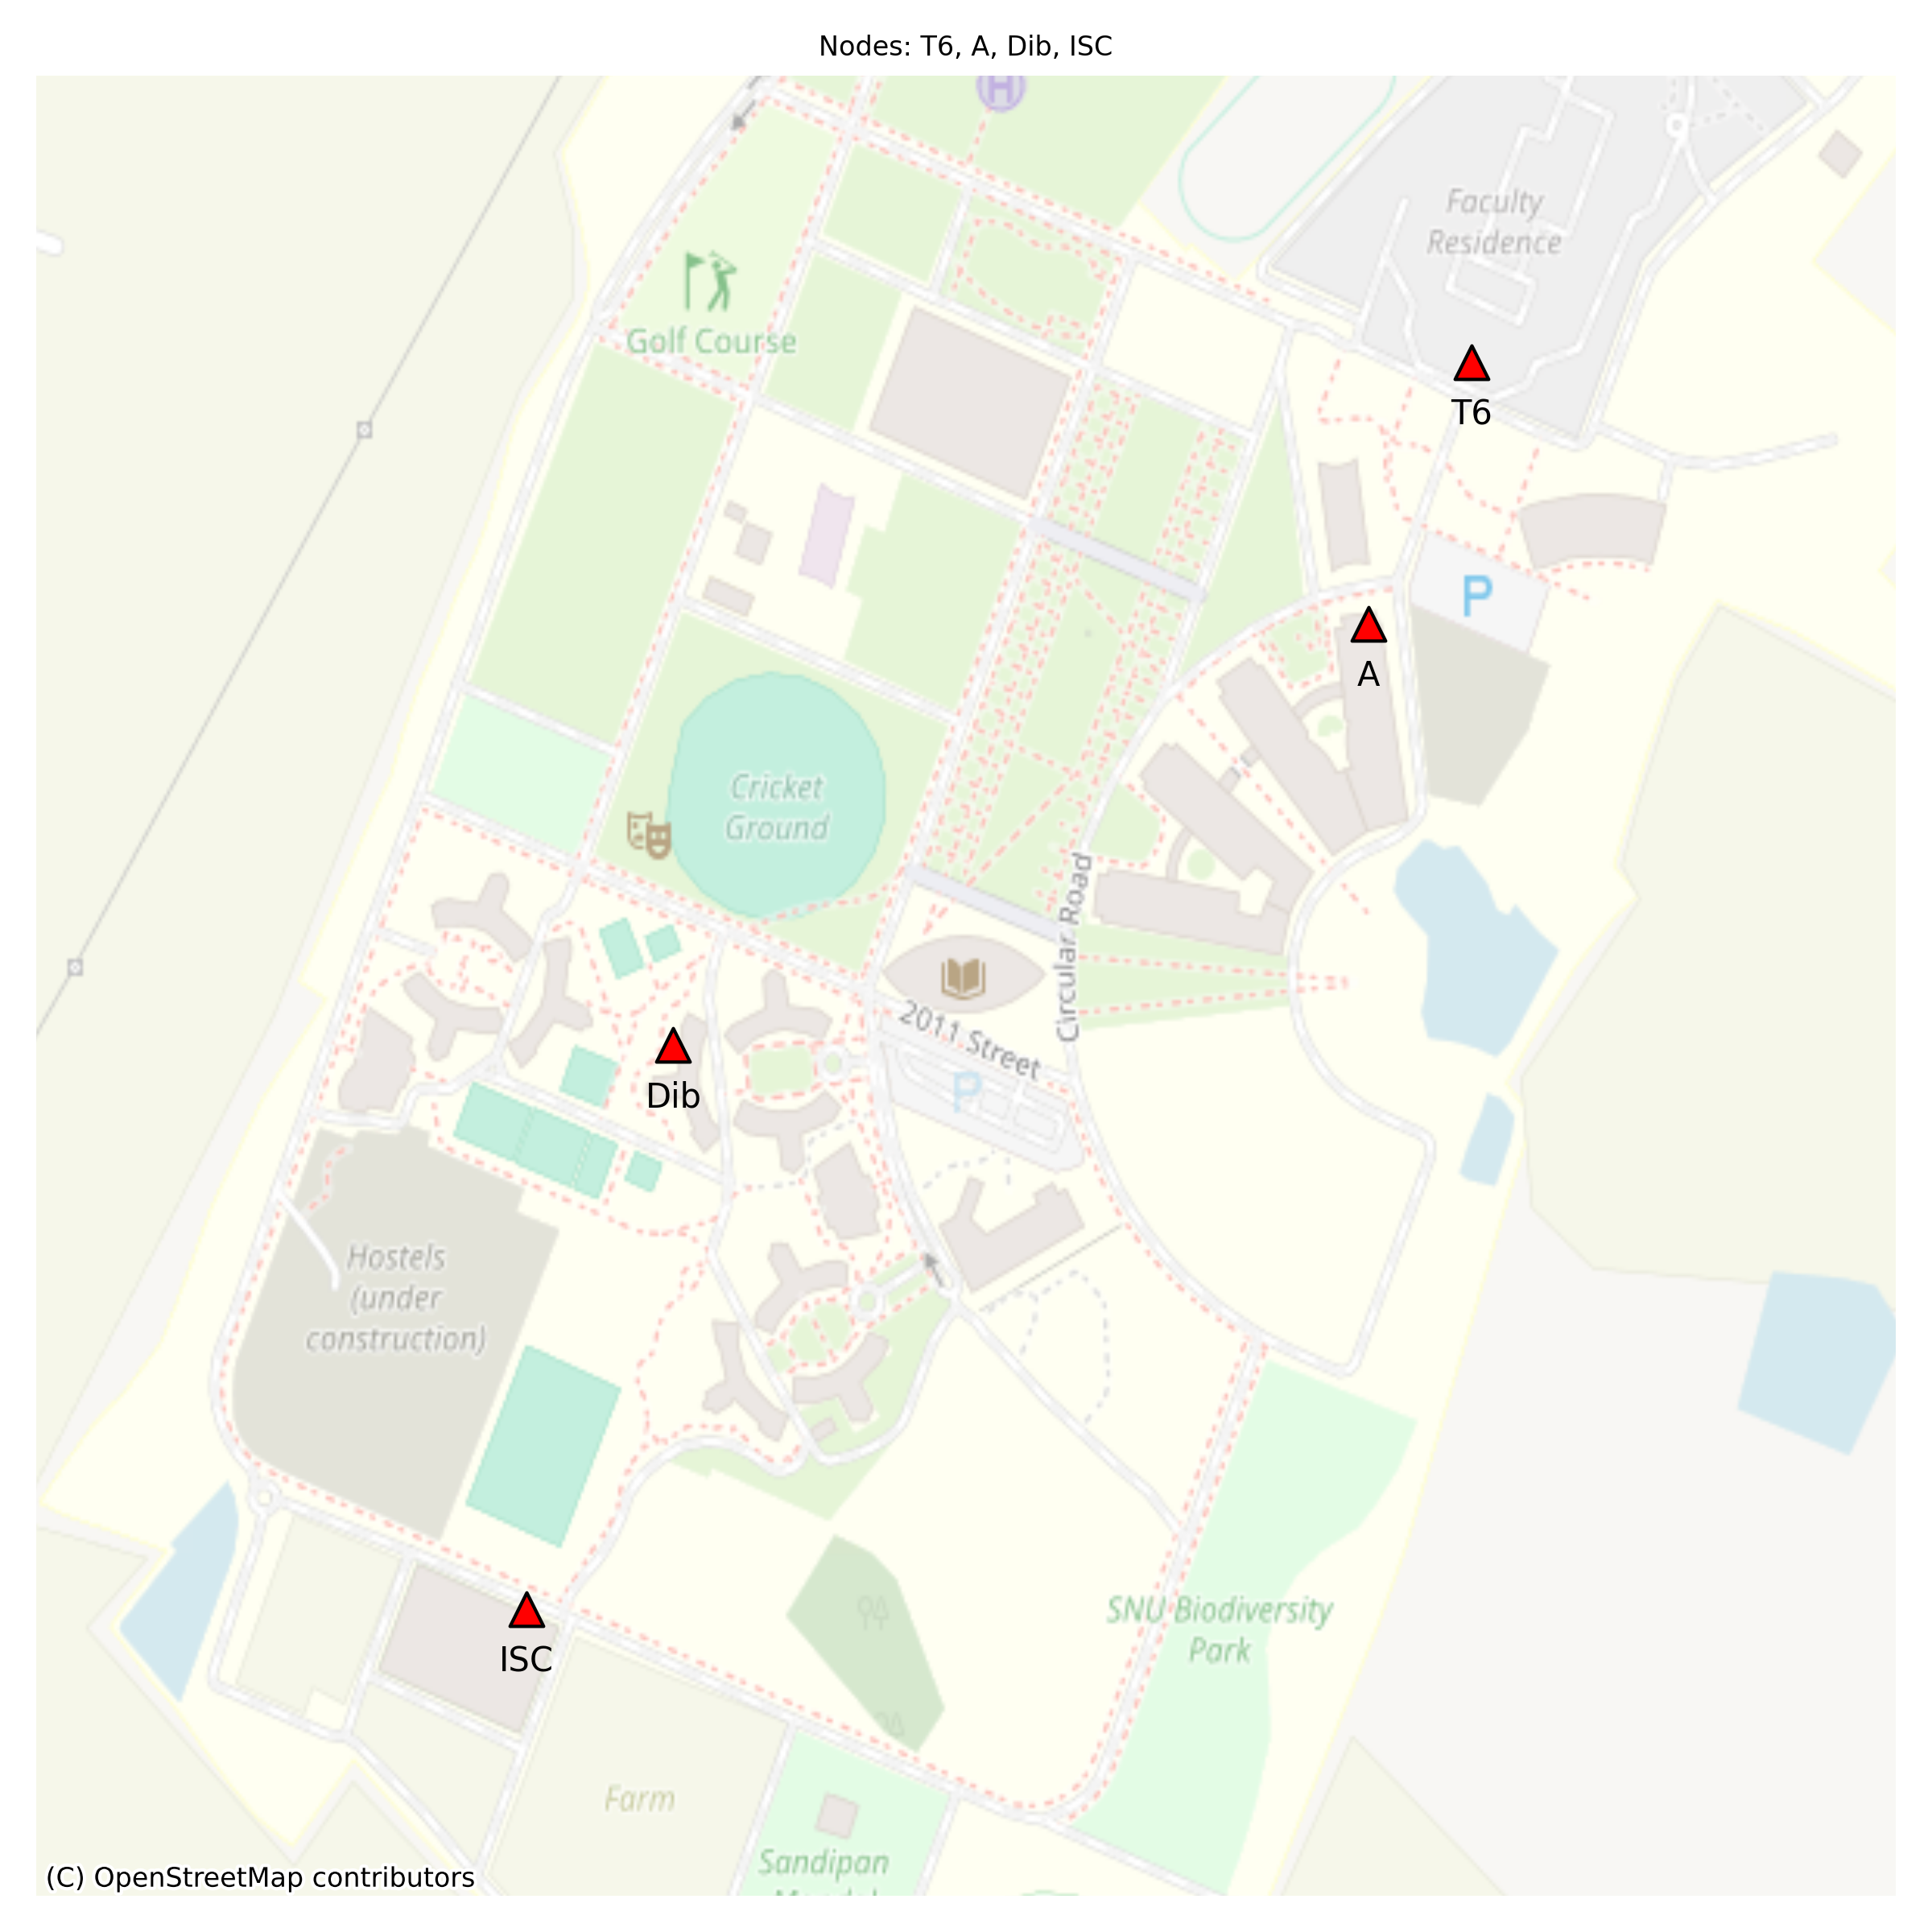 Nodes: T6, A, Dib, ISC
H
Faculty
Residence
Golf Course
T6
P
A
Cricket
Ground
Circular Road
2011 Street
P
Dib
Hostels
(under
construction)
SNU Biodiversity
Park
ISC
Farm
Sandipan
(C) OpenStreetMap contributors